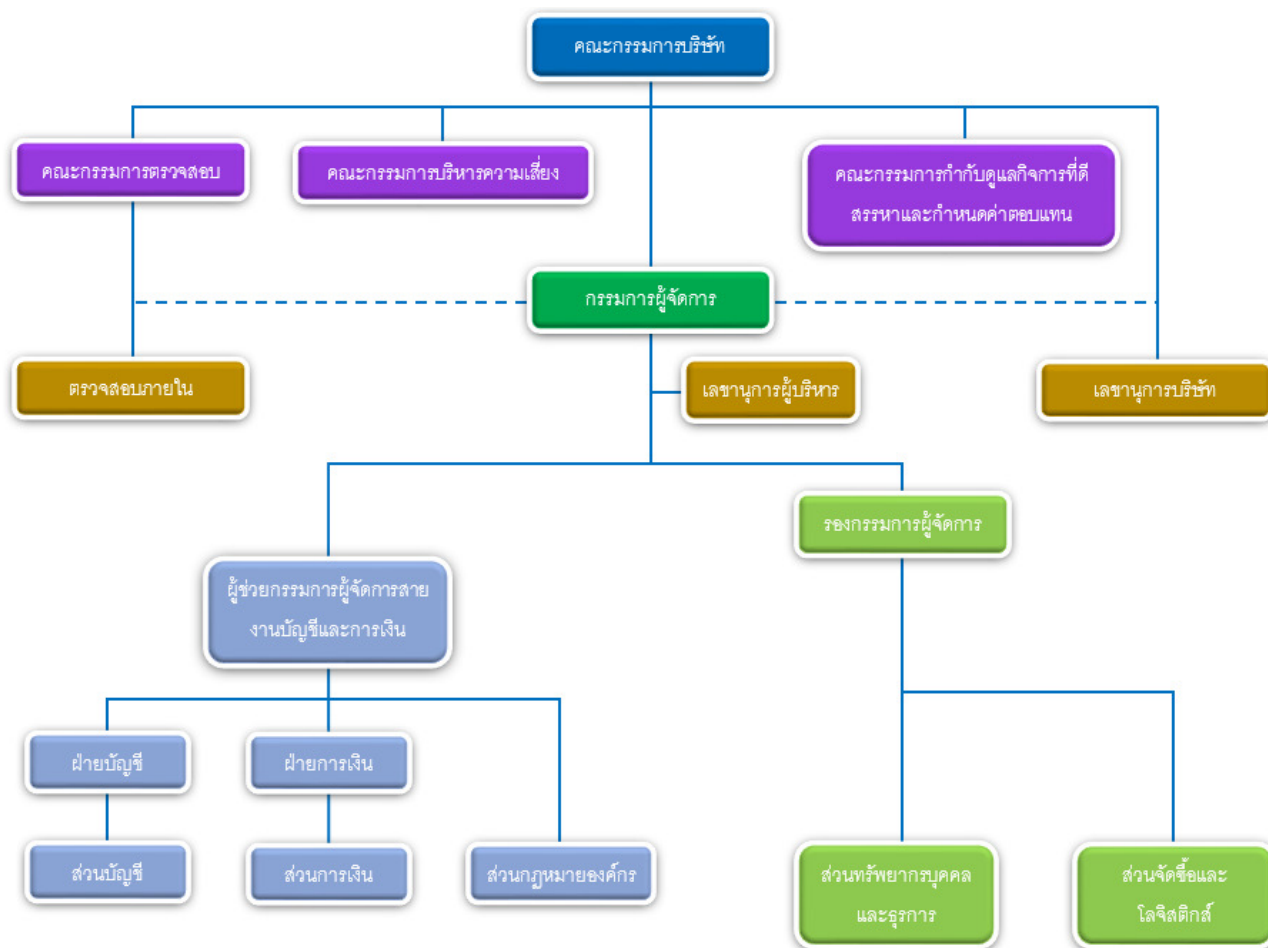 คณะกรรมการบริษัท
คณะกรรมการตรวจสอบ
คณะกรรมการบริหารความเสี่ยง
คณะกรรมการกำกับดูแลกิจการที่ดี
สรรหาและกำหนดค่าตอบแทน
กรรมการผู้จัดการ
ตรวจสอบภายใน
เลขานุการผู้บริหาร
เลขานุการบริษัท
รองกรรมการผู้จัดการ
ผู้ช่วยกรรมการผู้จัดการสาย
งานบัญชีและการเงิน
ฝ่ายบัญชี
ฝ่ายการเงิน
ส่วนบัญชี
ส่วนการเงิน
ส่วนกฎหมายองค์กร
ส่วนทรัพยากรบุคคล
และธุรการ
ส่วนจัดซื้อและ
โลจิสติกส์